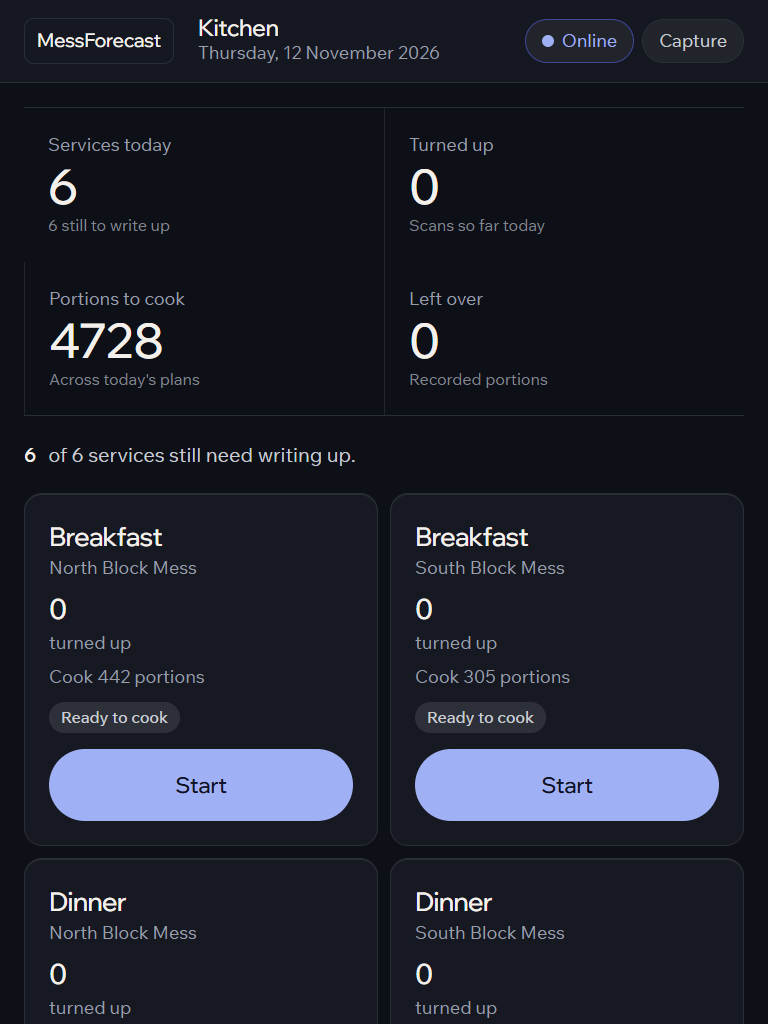 MessForecast
Kitchen
Thursday, 12 November 2026
Online
Capture
Services today
6
6 still to write up
Turned up
0
Scans so far today
Portions to cook
4728
Across today's plans
Left over
0
Recorded portions
6 of 6 services still need writing up.
Breakfast
North Block Mess
0
turned up
Cook 442 portions
Ready to cook
Start
Breakfast
South Block Mess
0
turned up
Cook 305 portions
Ready to cook
Start
Dinner
North Block Mess
0
turned up
Dinner
South Block Mess
0
turned up